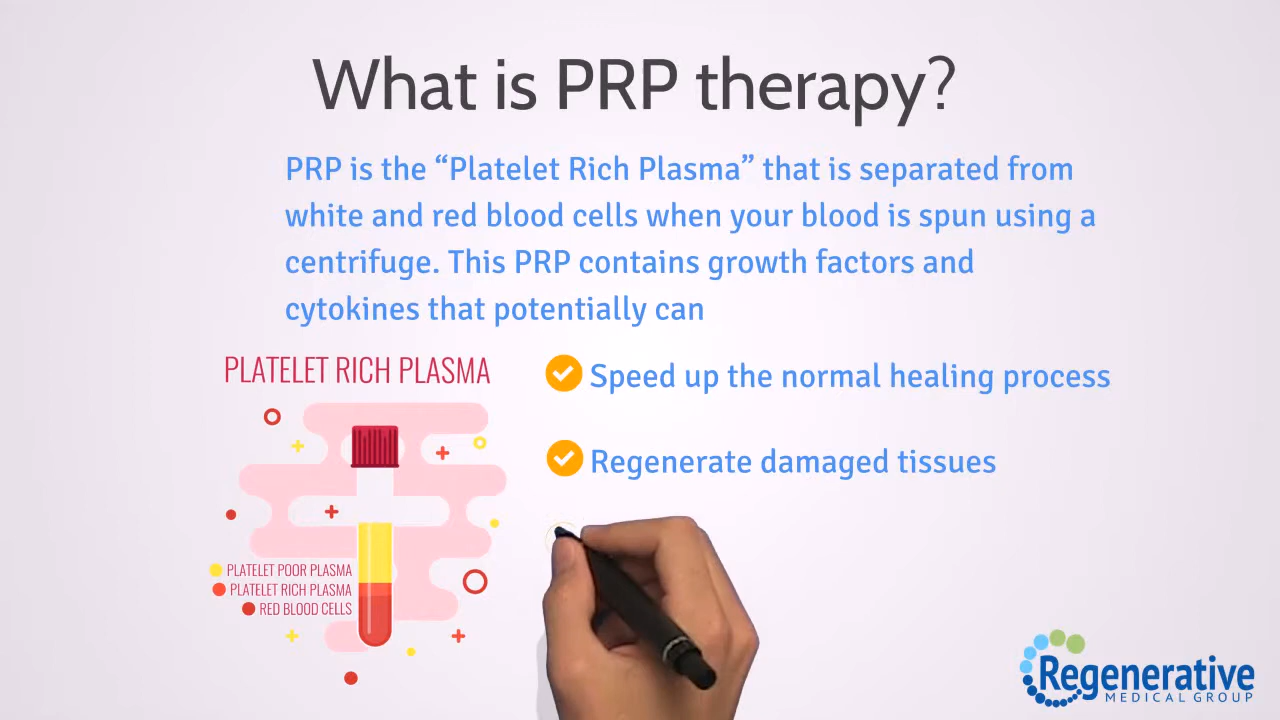 What is PRP therapy?
PRP is the “Platelet Rich Plasma” that is separated from
white and red blood cells when your blood is spun using a
centrifuge. This PRP contains growth factors and
cytokines that potentially can
PLATELET RICH PLASMA
Speed up the normal healing process
Regenerate damaged tissues
PLATELET POOR PLASMA
PLATELET RICH PLASMA
RED BLOOD CELLS
Regenerative
MEDICAL GROUP